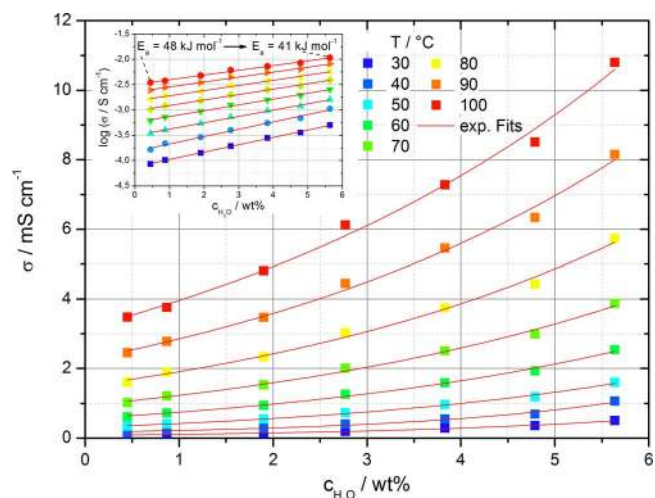 Eₐ = 48 kJ mol⁻¹ → Eₐ = 41 kJ mol⁻¹
-1,5
-2,0
-2,5
-3,0
-3,5
-4,0
-4,5
log (σ / S cm⁻¹)
0 1 2 3 4 5 6
c_H₂O / wt%
T / °C
30
40
50
60
70
80
90
100
exp. Fits
12
10
8
6
4
2
0
σ / mS cm⁻¹
0 1 2 3 4 5 6
c_H₂O / wt%